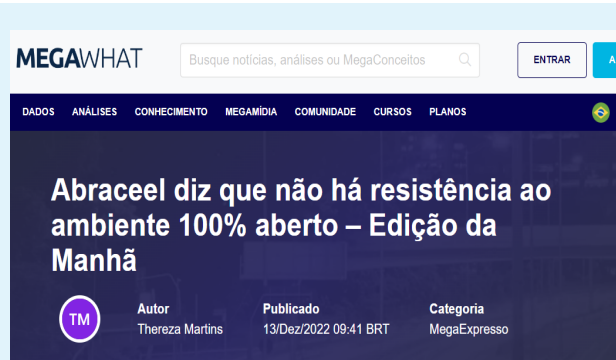 MEGAWHAT
Busque notícias, análises ou MegaConceitos
ENTRAR
A
DADOS ANÁLISES CONHECIMENTO MEGAMÍDIA COMUNIDADE CURSOS PLANOS
Abraceel diz que não há resistência ao
ambiente 100% aberto – Edição da
Manhã
TM
Autor Publicado Categoria
Thereza Martins 13/Dez/2022 09:41 BRT MegaExpresso